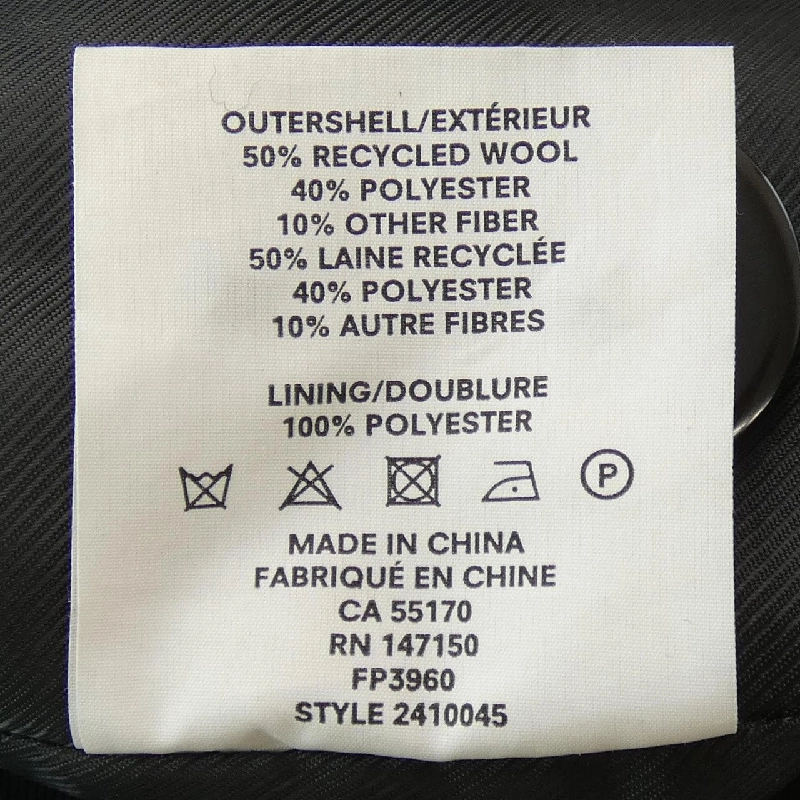 OUTERSHELL/EXTÉRIEUR
50% RECYCLED WOOL
40% POLYESTER
10% OTHER FIBER
50% LAINE RECYCLÉE
40% POLYESTER
10% AUTRE FIBRES
LINING/DOUBLURE
100% POLYESTER
P
MADE IN CHINA
FABRIQUÉ EN CHINE
CA 55170
RN 147150
FP3960
STYLE 2410045